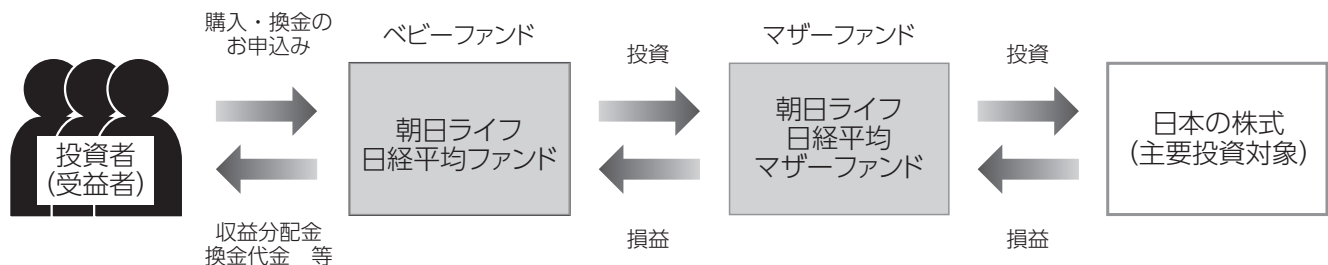 購入・換金の
お申込み
ベビーファンド
投資
マザーファンド
投資
投資者
(受益者)
朝日ライフ
日経平均ファンド
朝日ライフ
日経平均
マザーファンド
日本の株式
(主要投資対象)
収益分配金
換金代金　等
損益
損益